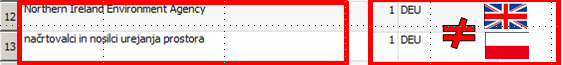 12 Northern Ireland Environment Agency 1 DEU ≠
13 načrtovalci in nosilci urejanja prostora 1 DEU